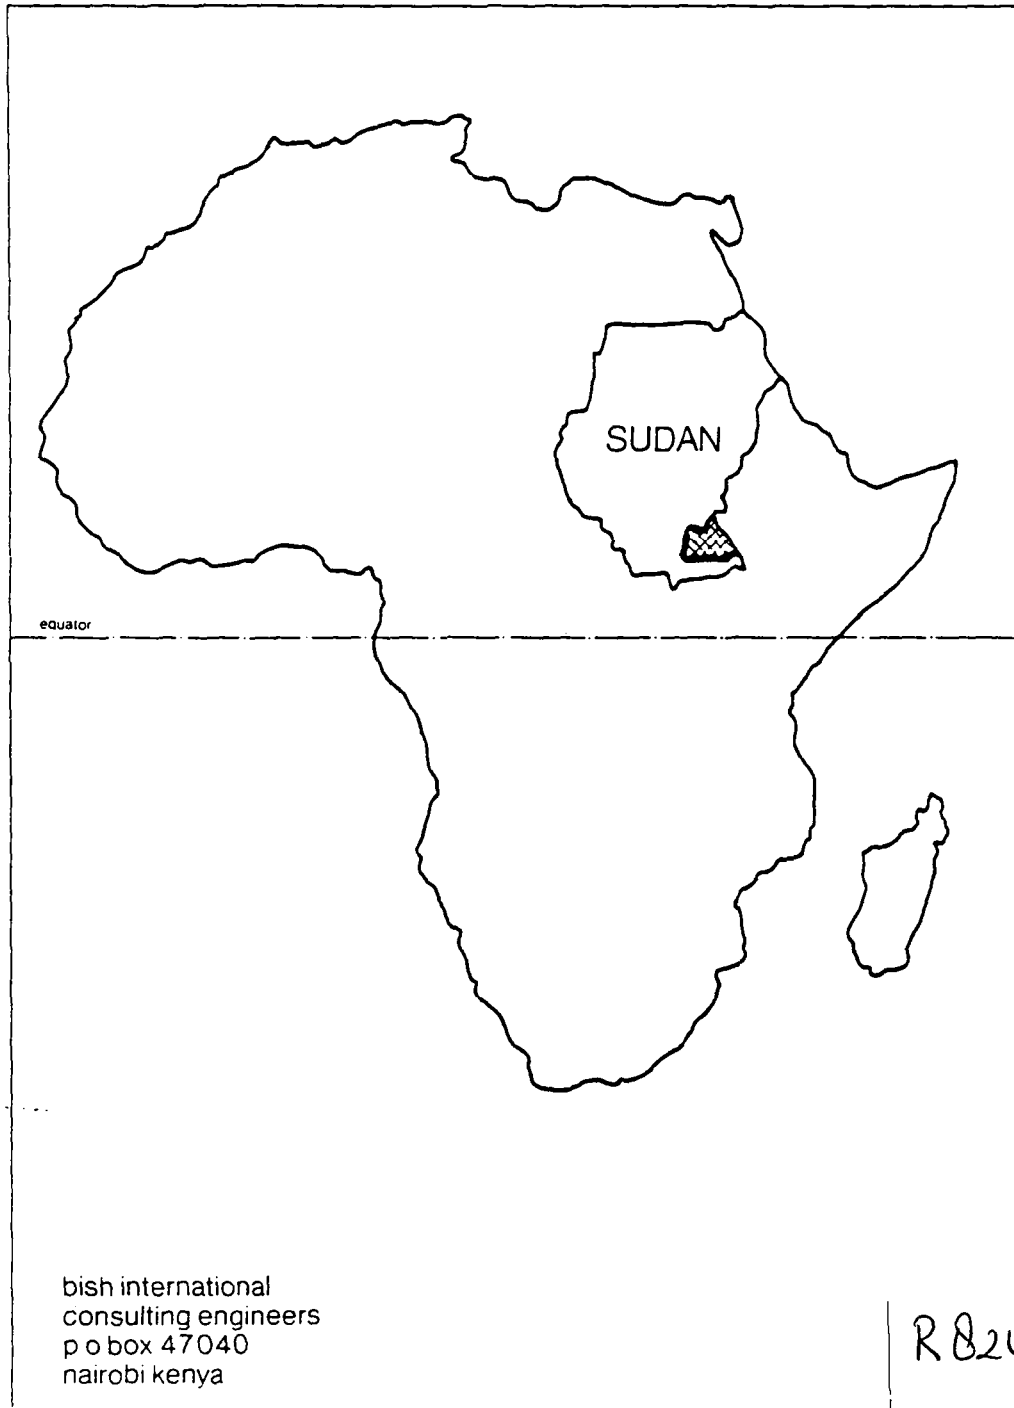 SUDAN
equator
bish international
consulting engineers
p o box 47040
nairobi kenya